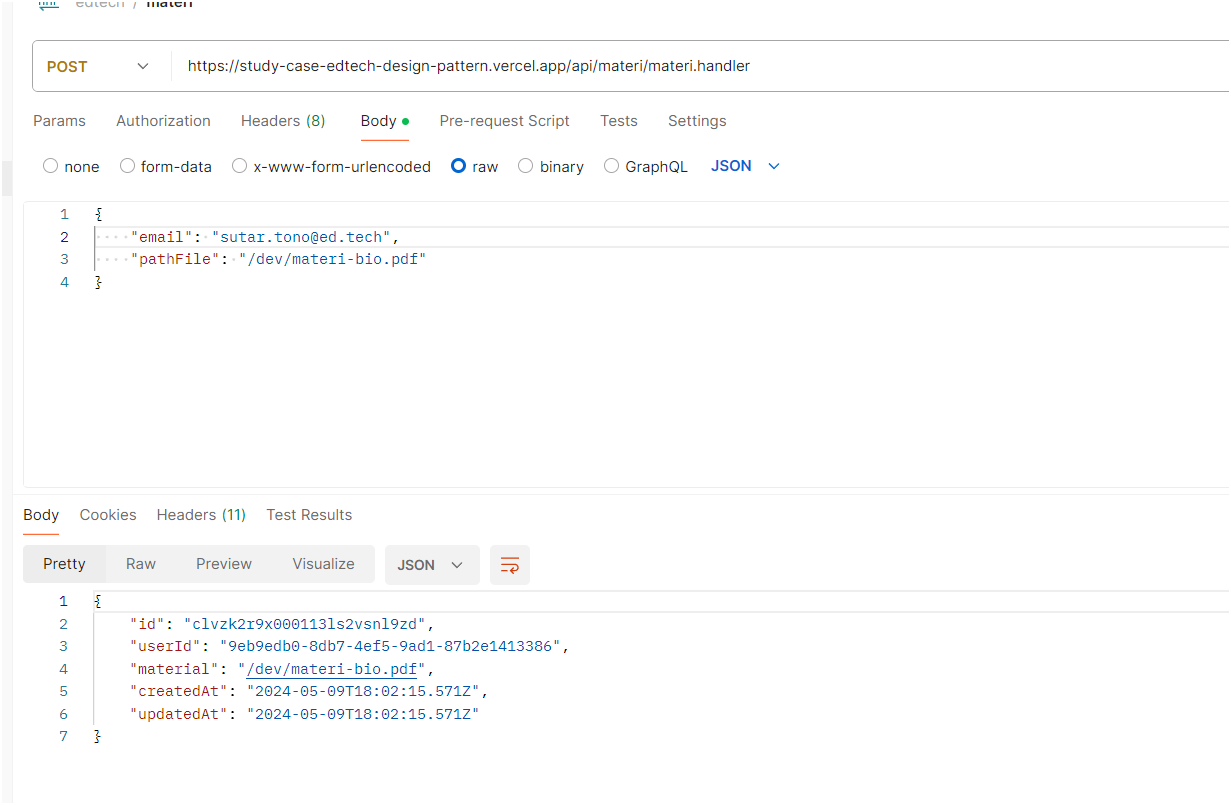 edtech / materi
POST https://study-case-edtech-design-pattern.vercel.app/api/materi/materi.handler
Params Authorization Headers (8) Body Pre-request Script Tests Settings
none form-data x-www-form-urlencoded raw binary GraphQL JSON
1 {
2 ····"email":·"sutar.tono@ed.tech",
3 ····"pathFile":·"/dev/materi-bio.pdf"
4 }
Body Cookies Headers (11) Test Results
Pretty Raw Preview Visualize JSON
1 {
2 "id": "clvzk2r9x000113ls2vsnl9zd",
3 "userId": "9eb9edb0-8db7-4ef5-9ad1-87b2e1413386",
4 "material": "/dev/materi-bio.pdf",
5 "createdAt": "2024-05-09T18:02:15.571Z",
6 "updatedAt": "2024-05-09T18:02:15.571Z"
7 }